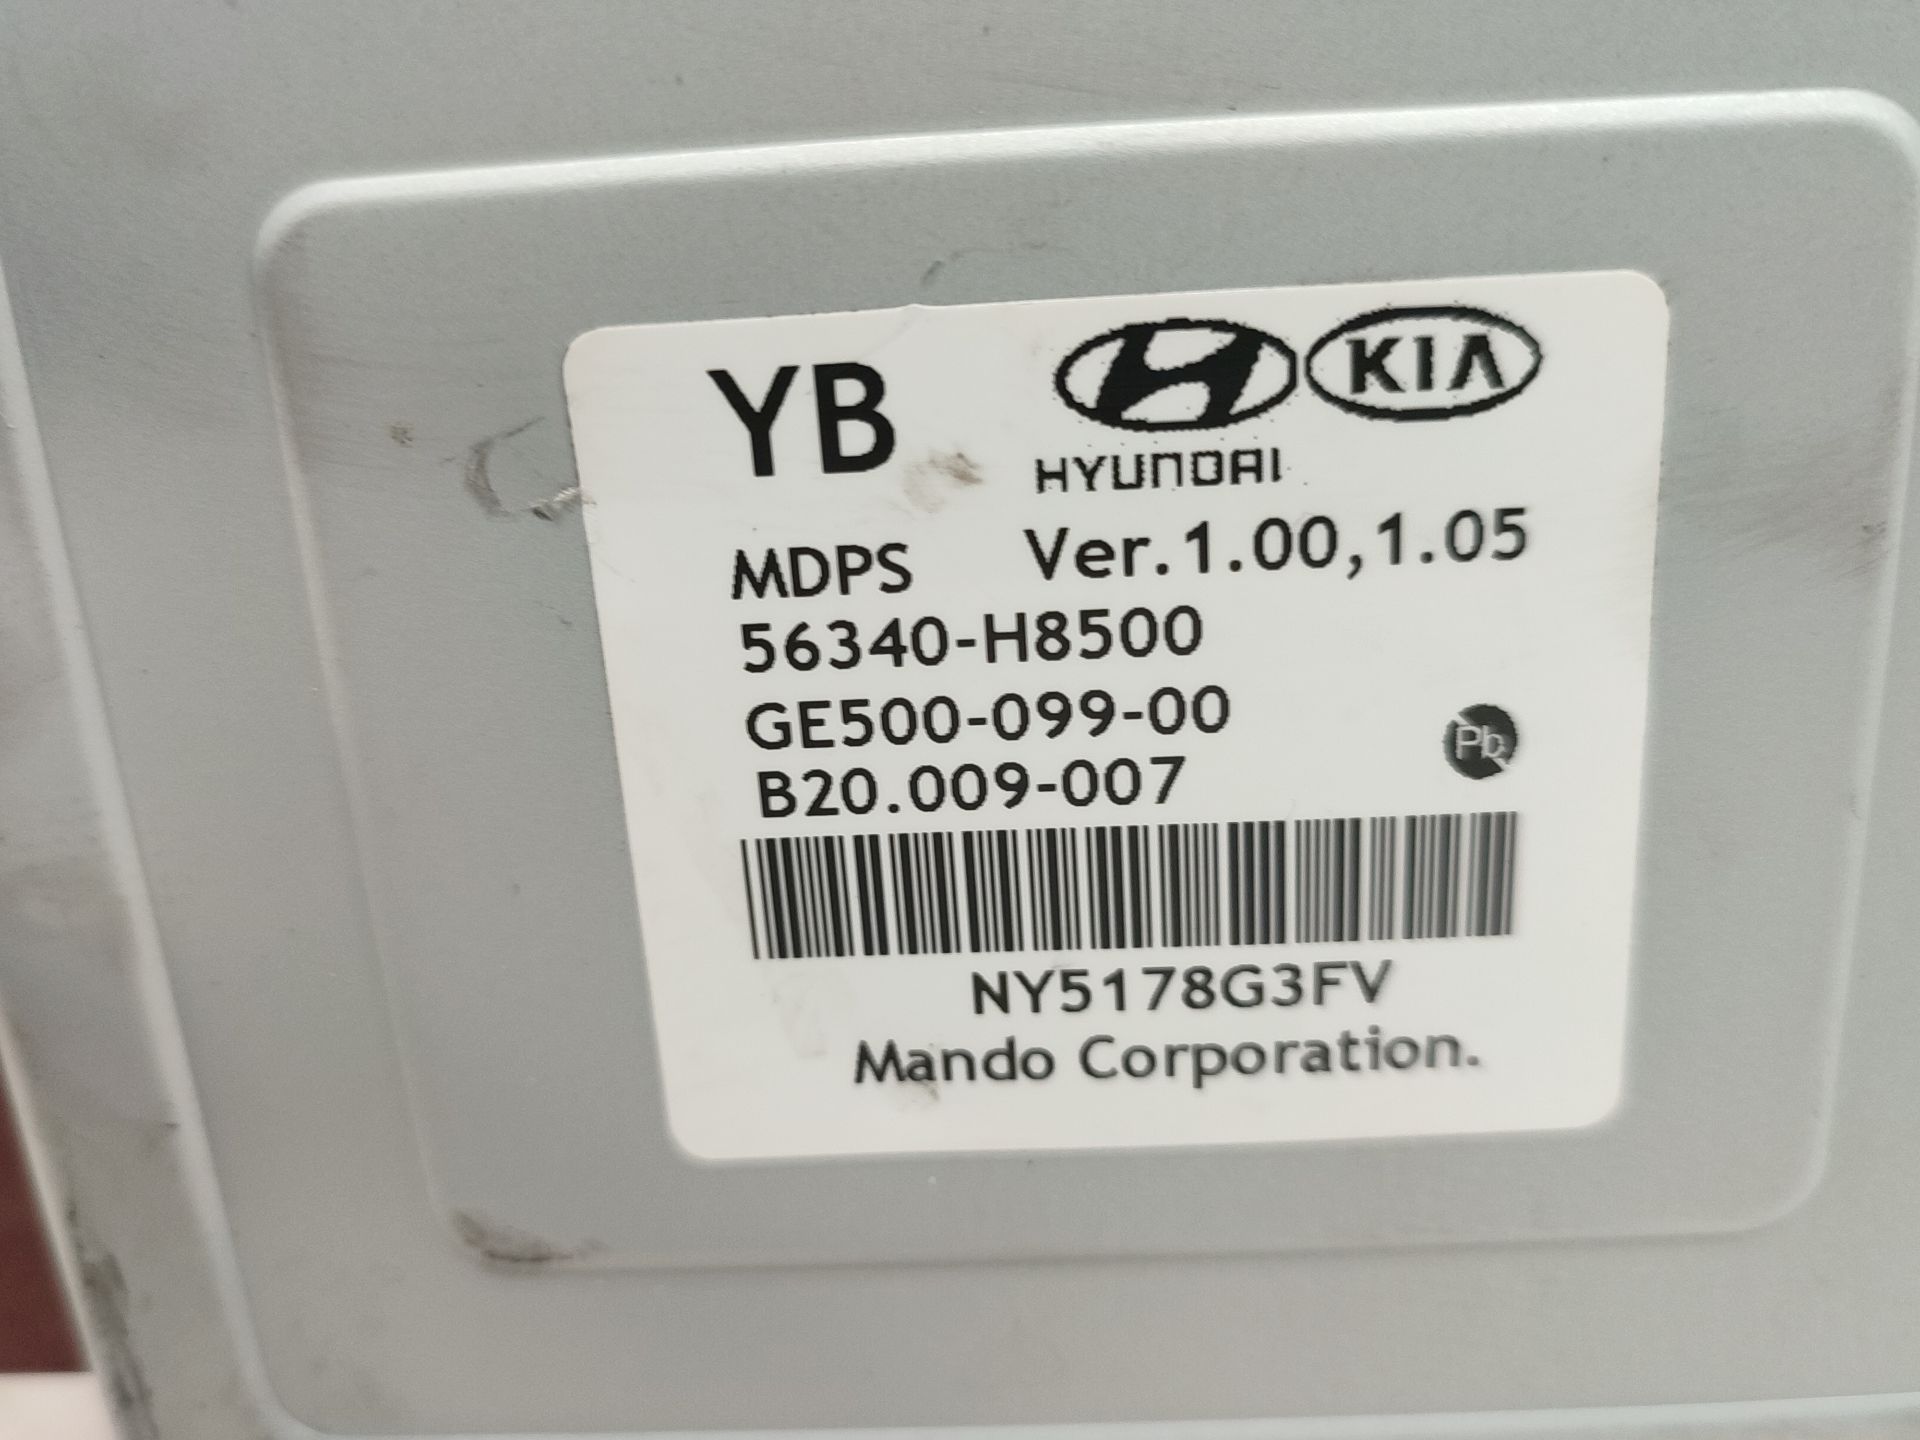 YB
KIA
HYUNDAI
MDPS Ver.1.00,1.05
56340-H8500
GE500-099-00
Pb
B20.009-007
NY5178G3FV
Mando Corporation.